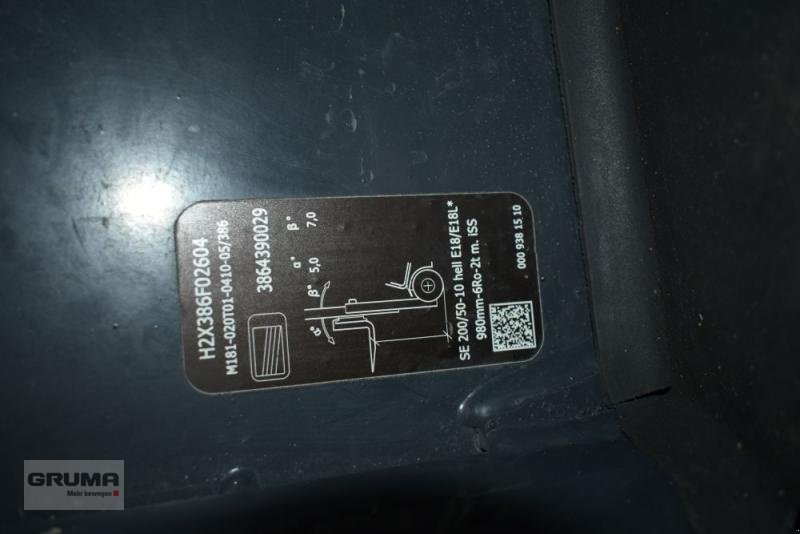 H2X386F02604
M181-020T01-0410-05/386
3864390029
α° β°
5,0 7,0
α°
β°
SE 200/50-10 hell E18/E18L*
980mm-6Ro-2t m. iSS
000 938 15 10
GRUMA
Mehr bewegen